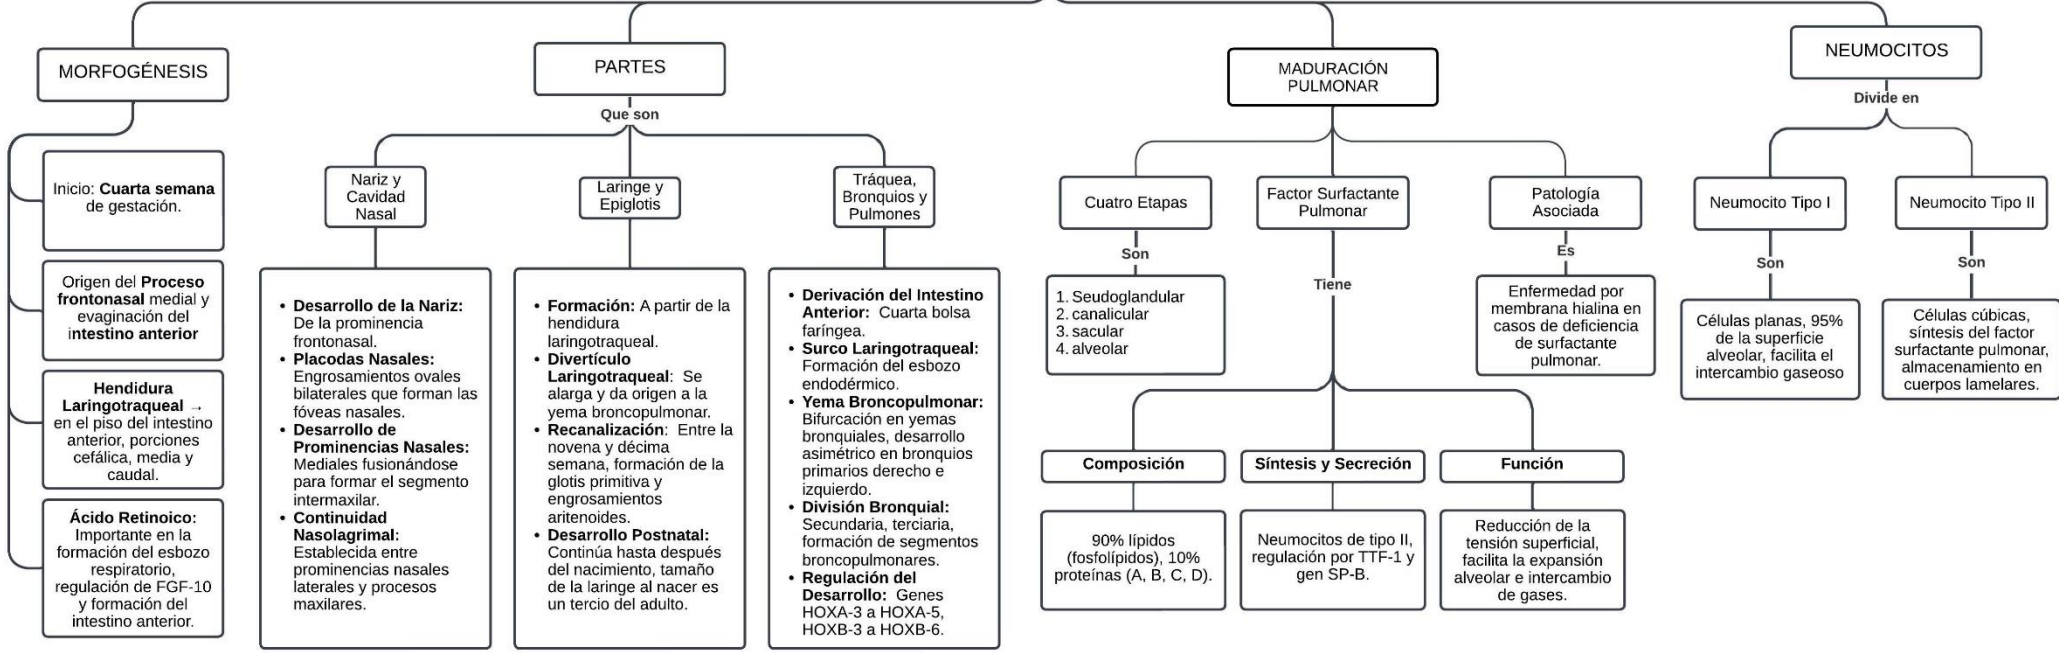 MORFOGÉNESIS
Inicio: Cuarta semana
de gestación.
Origen del Proceso
frontonasal medial y
evaginación del
intestino anterior
Hendidura
Laringotraqueal →
en el piso del intestino
anterior, porciones
cefálica, media y
caudal.
Ácido Retinoico:
Importante en la
formación del esbozo
respiratorio,
regulación de FGF-10
y formación del
intestino anterior.
PARTES
Que son
Nariz y
Cavidad
Nasal
• Desarrollo de la Nariz:
De la prominencia
frontonasal.
• Placodas Nasales:
Engrosamientos ovales
bilaterales que forman las
fóveas nasales.
• Desarrollo de
Prominencias Nasales:
Mediales fusionándose
para formar el segmento
intermaxilar.
• Continuidad
Nasolagrimal:
Establecida entre
prominencias nasales
laterales y procesos
maxilares.
Laringe y
Epiglotis
• Formación: A partir de la
hendidura
laringotraqueal.
• Divertículo
Laringotraqueal: Se
alarga y da origen a la
yema broncopulmonar.
• Recanalización: Entre la
novena y décima
semana, formación de la
glotis primitiva y
engrosamientos
aritenoides.
• Desarrollo Postnatal:
Continúa hasta después
del nacimiento, tamaño
de la laringe al nacer es
un tercio del adulto.
Tráquea,
Bronquios y
Pulmones
• Derivación del Intestino
Anterior: Cuarta bolsa
faríngea.
• Surco Laringotraqueal:
Formación del esbozo
endodérmico.
• Yema Broncopulmonar:
Bifurcación en yemas
bronquiales, desarrollo
asimétrico en bronquios
primarios derecho e
izquierdo.
• División Bronquial:
Secundaria, terciaria,
formación de segmentos
broncopulmonares.
• Regulación del
Desarrollo: Genes
HOXA-3 a HOXA-5,
HOXB-3 a HOXB-6.
MADURACIÓN
PULMONAR
Cuatro Etapas
Son
1. Seudoglandular
2. canalicular
3. sacular
4. alveolar
Factor Surfactante
Pulmonar
Tiene
Composición
90% lípidos
(fosfolípidos), 10%
proteínas (A, B, C, D).
Síntesis y Secreción
Neumocitos de tipo II,
regulación por TTF-1 y
gen SP-B.
Función
Reducción de la
tensión superficial,
facilita la expansión
alveolar e intercambio
de gases.
Patología
Asociada
Es
Enfermedad por
membrana hialina en
casos de deficiencia
de surfactante
pulmonar.
NEUMOCITOS
Divide en
Neumocito Tipo I
Son
Células planas, 95%
de la superficie
alveolar, facilita el
intercambio gaseoso
Neumocito Tipo II
Son
Células cúbicas,
síntesis del factor
surfactante pulmonar,
almacenamiento en
cuerpos lamelares.